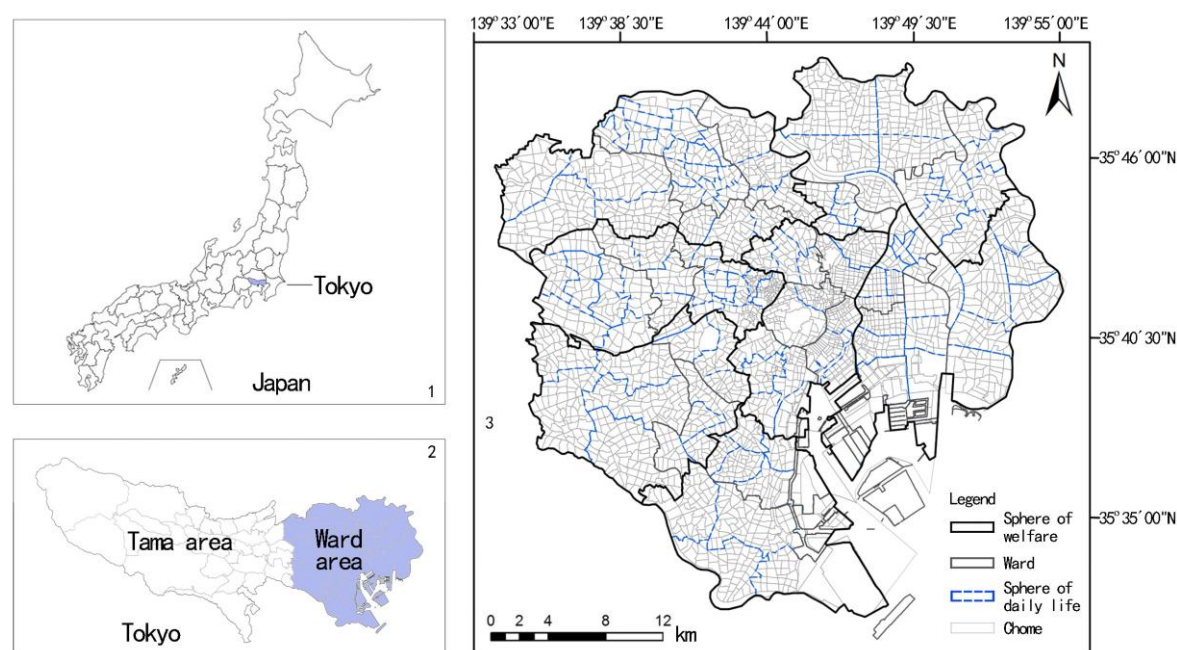 Tokyo
Japan
1
2
Tama area
Ward
area
Tokyo
139°33′00″E
139°38′30″E
139°44′00″E
139°49′30″E
139°55′00″E
N
35°46′00″N
35°40′30″N
35°35′00″N
3
Legend
Sphere of
welfare
Ward
Sphere of
daily life
Chome
0 2 4 8 12
km